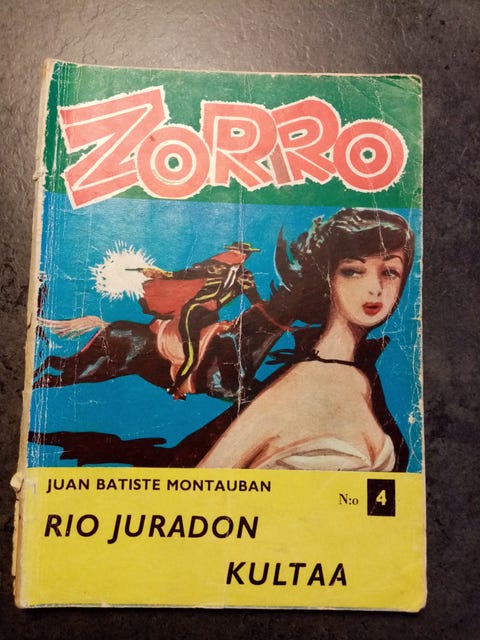 ZORRO
JUAN BATISTE MONTAUBAN
N:o 4
RIO JURADON
KULTAA